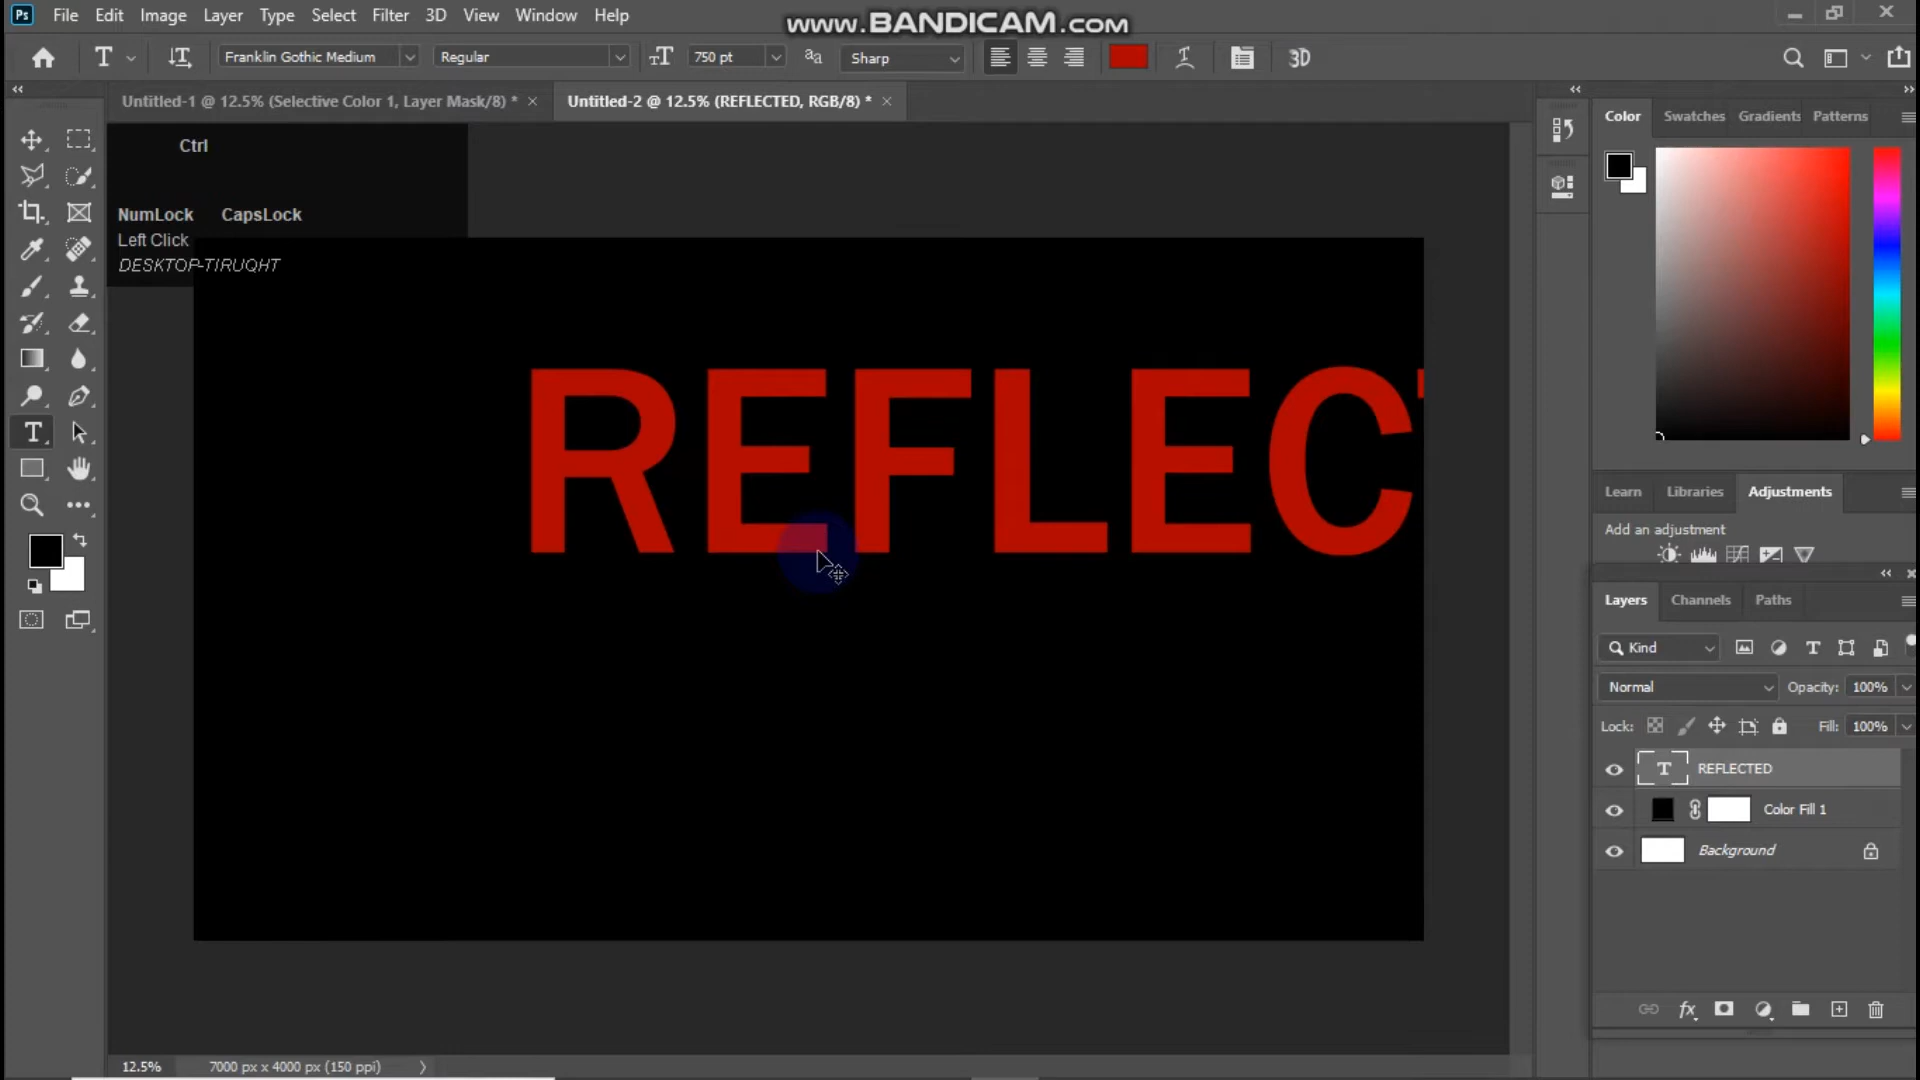 www.BANDICAM.com
Ps File Edit Image Layer Type Select Filter 3D View Window Help
T Franklin Gothic Medium Regular 750 pt Sharp 3D
Untitled-1 @ 12.5% (Selective Color 1, Layer Mask/8) * Untitled-2 @ 12.5% (REFLECTED, RGB/8) *
Color Swatches Gradients Patterns
Ctrl
NumLock CapsLock
Left Click
DESKTOP-TIRUQHT
REFLECT
Learn Libraries Adjustments
Add an adjustment
Layers Channels Paths
Kind
Normal Opacity: 100%
Lock: Fill: 100%
T REFLECTED
Color Fill 1
Background
fx
12.5% 7000 px x 4000 px (150 ppi)